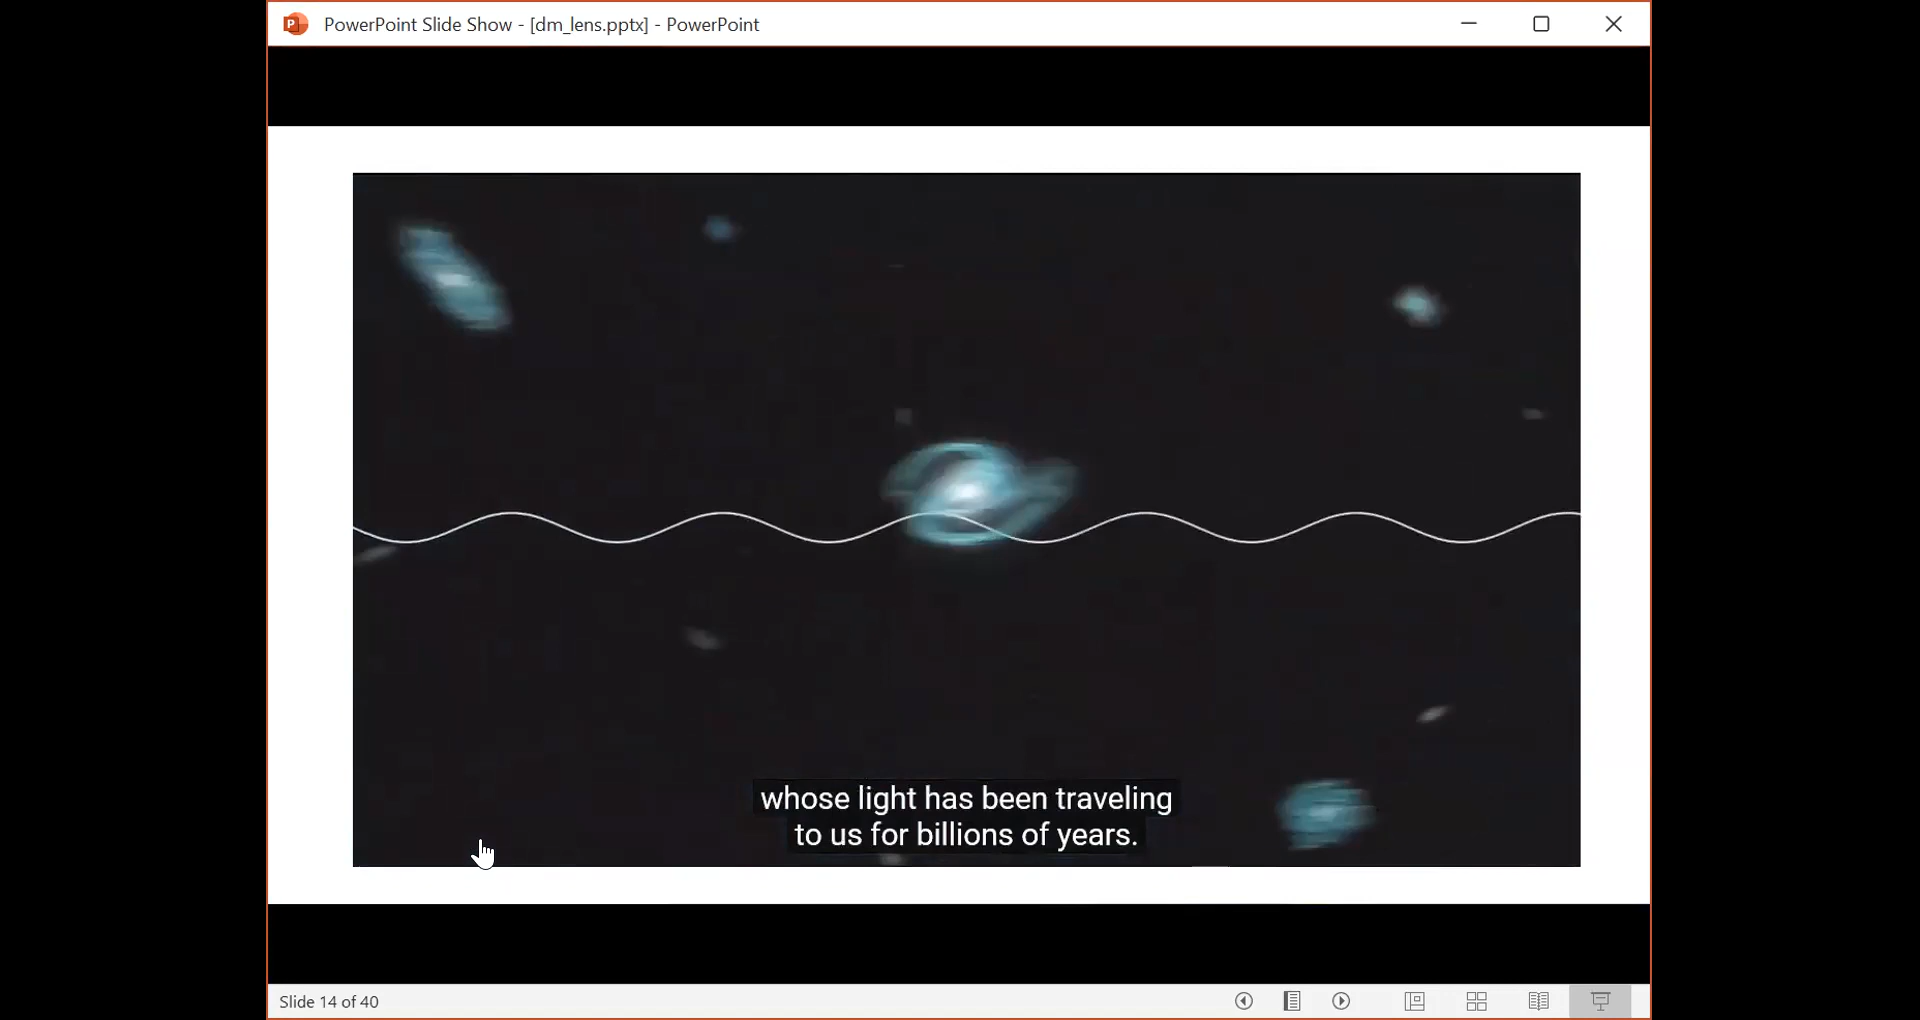 PowerPoint Slide Show - [dm_lens.pptx] - PowerPoint
whose light has been traveling
to us for billions of years.
Slide 14 of 40